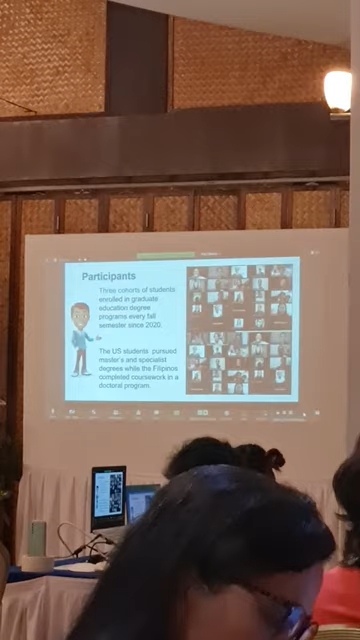 Participants
Three cohorts of students
enrolled in graduate
education degree
programs every fall
semester since 2020.
The US students pursued
master's and specialist
degrees while the Filipinos
completed coursework in a
doctoral program.